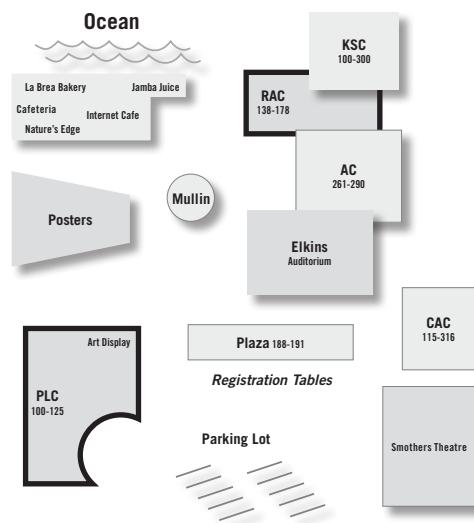 Ocean
KSC
100-300
La Brea Bakery
Jamba Juice
Cafeteria
Internet Cafe
Nature's Edge
RAC
138-178
AC
261-290
Mullin
Posters
Elkins
Auditorium
CAC
115-316
Plaza 188-191
Art Display
Registration Tables
PLC
100-125
Parking Lot
Smothers Theatre